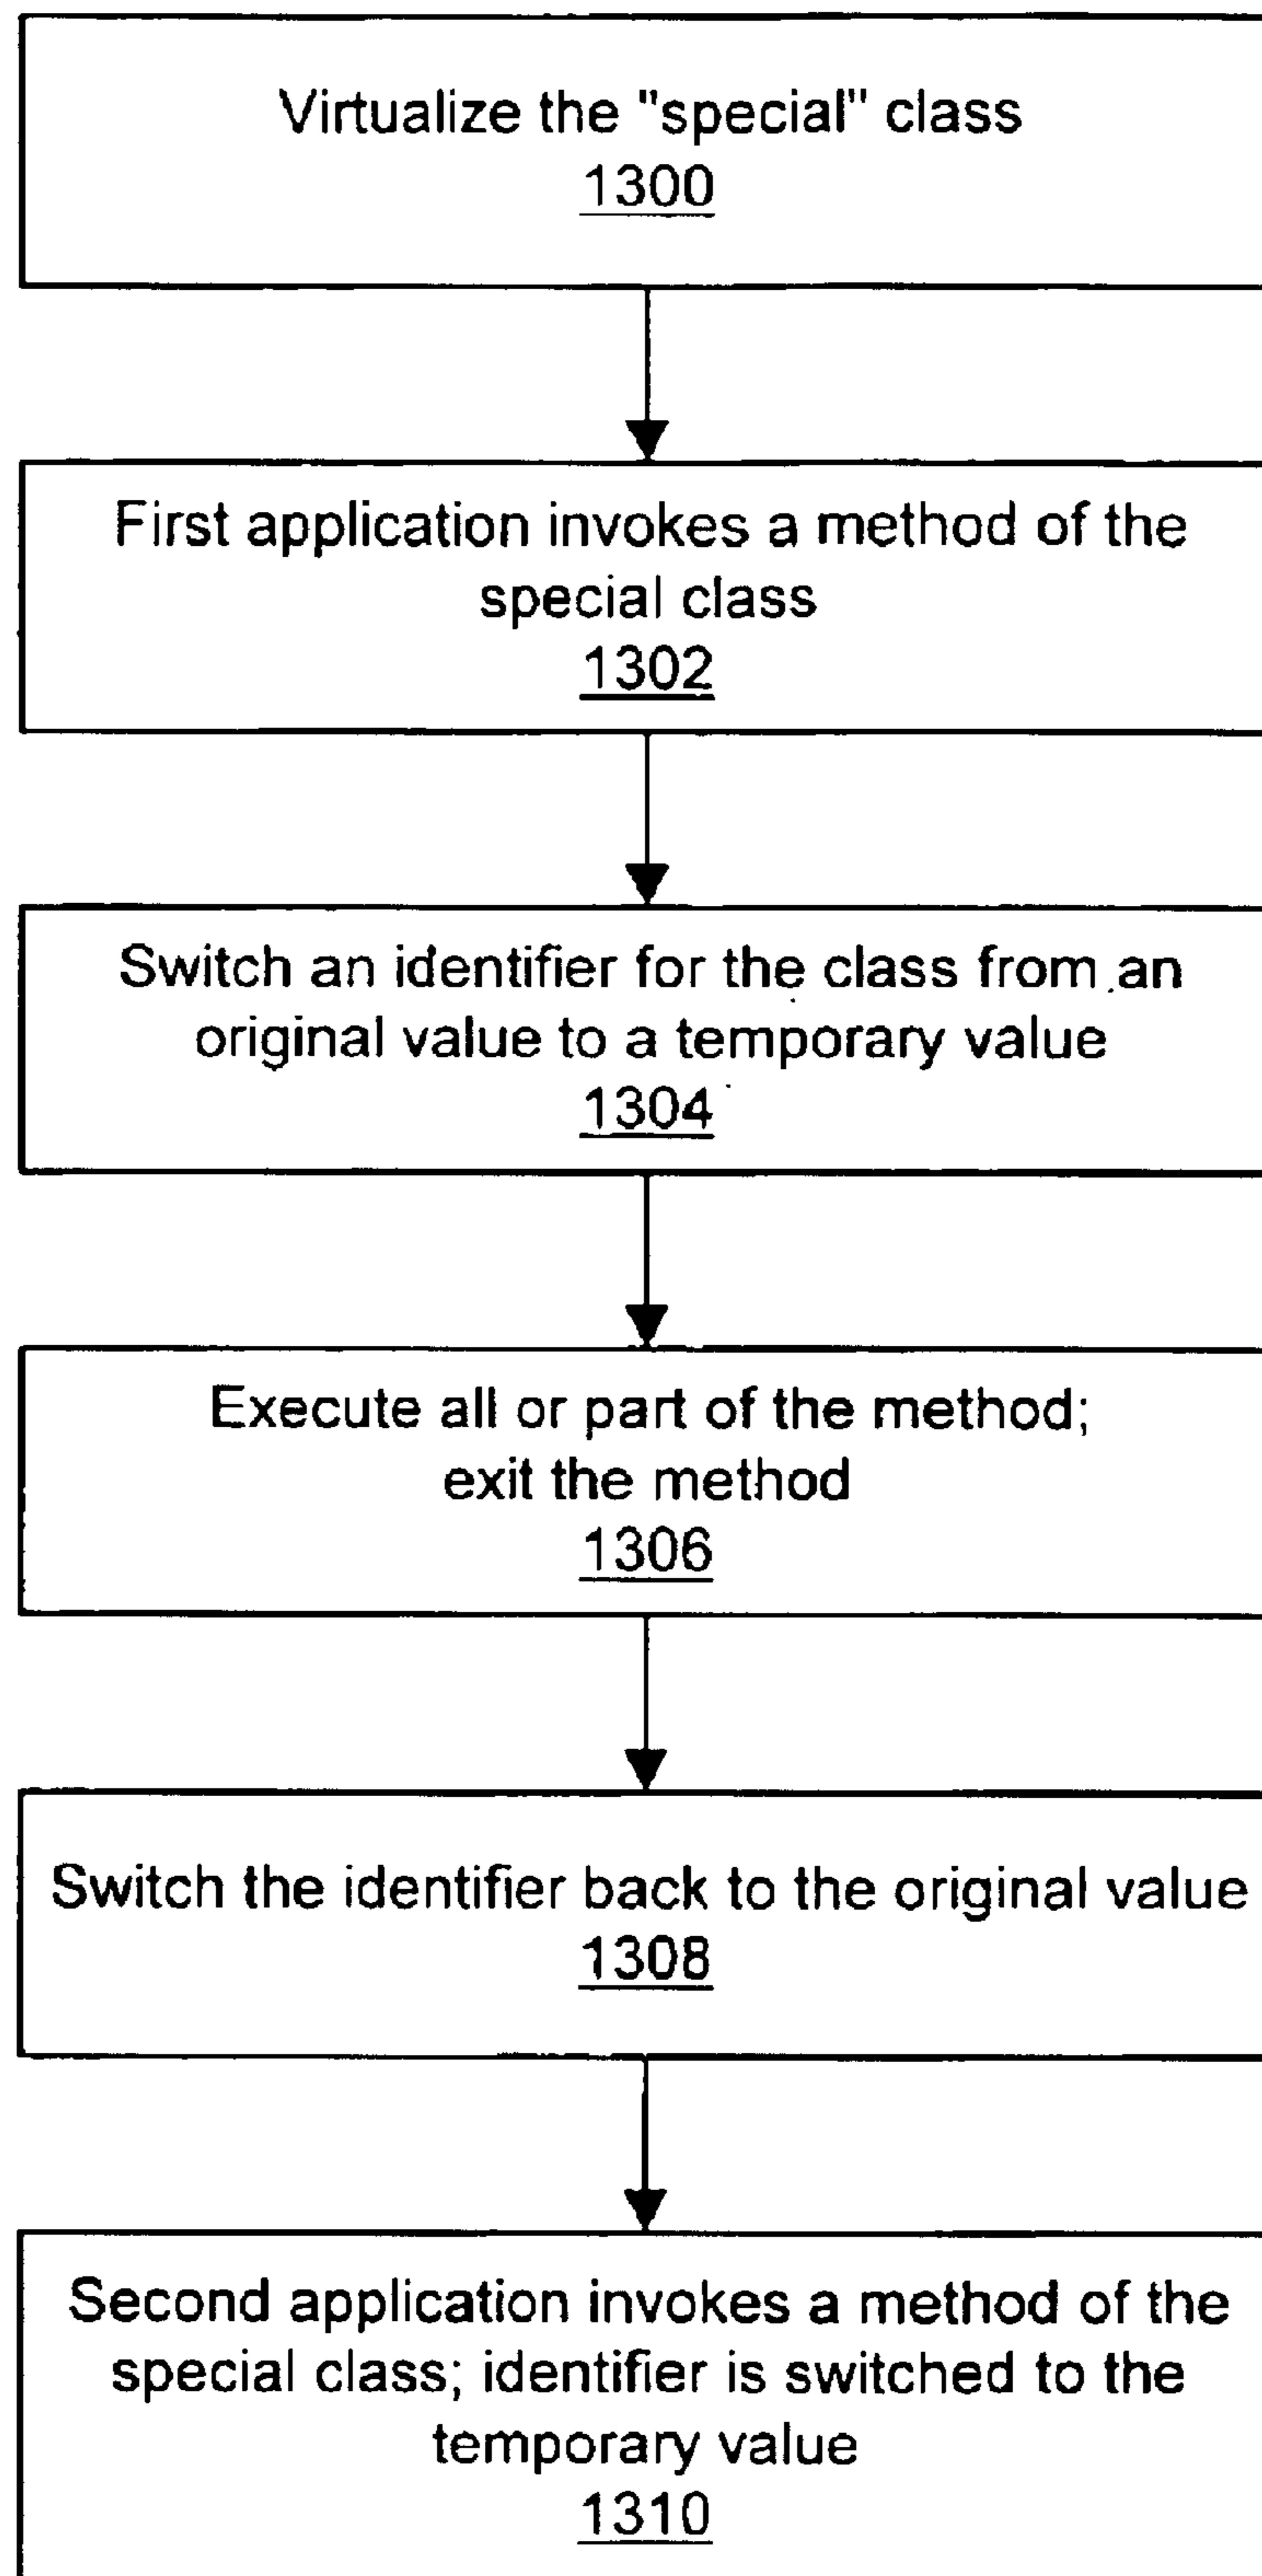 Virtualize the "special" class
1300
First application invokes a method of the
special class
1302
Switch an identifier for the class from an
original value to a temporary value
1304
Execute all or part of the method;
exit the method
1306
Switch the identifier back to the original value
1308
Second application invokes a method of the
special class; identifier is switched to the
temporary value
1310